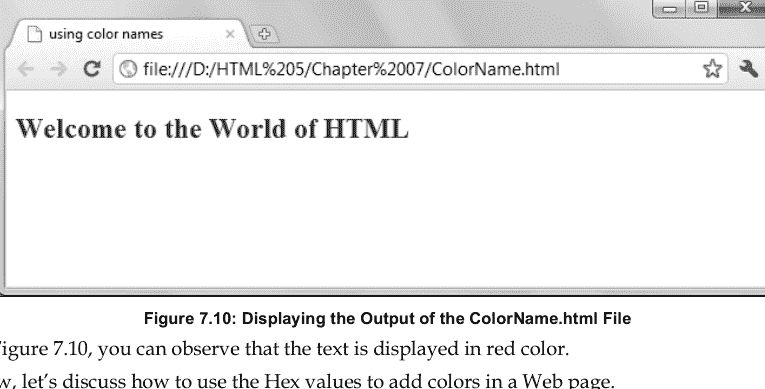 using color names
file:///D:/HTML%205/Chapter%2007/ColorName.html
Welcome to the World of HTML
Figure 7.10: Displaying the Output of the ColorName.html File
Figure 7.10, you can observe that the text is displayed in red color.
let's discuss how to use the Hex values to add colors in a Web page.